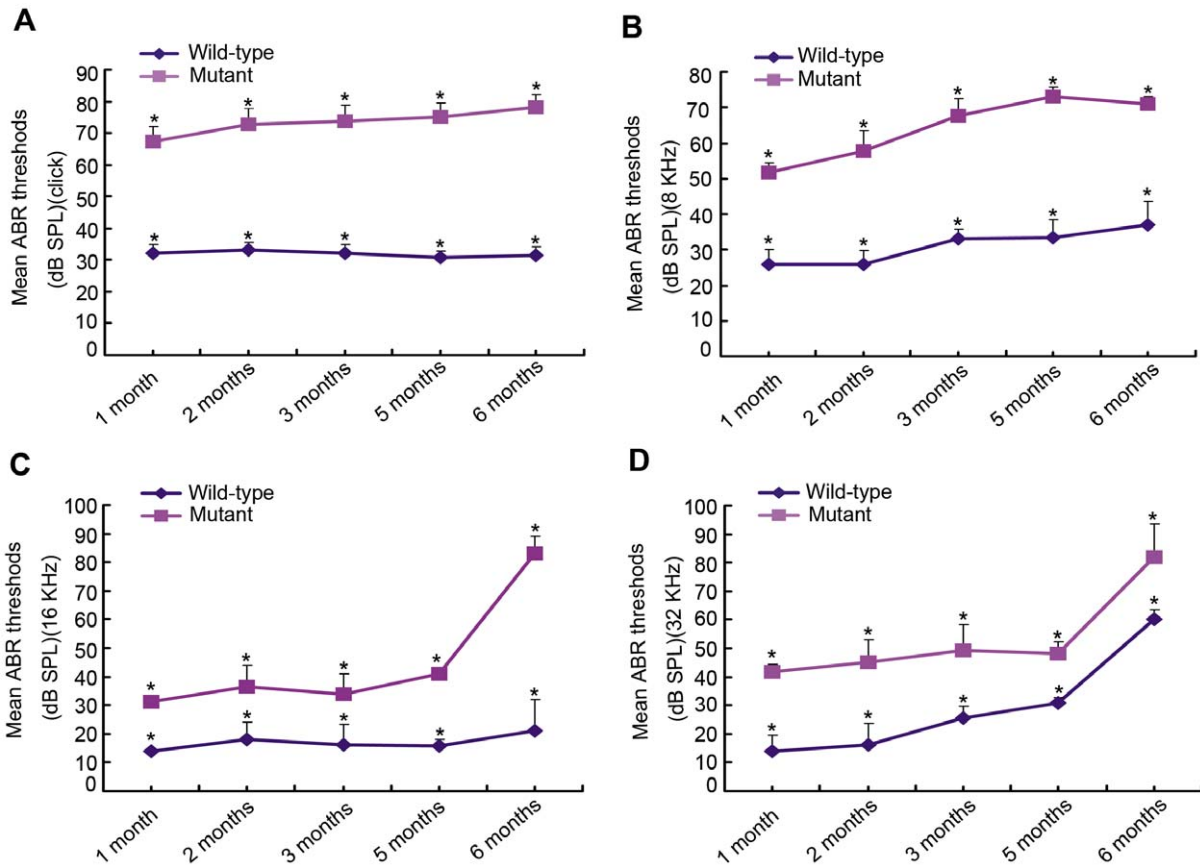 A
Wild-type
Mutant
Mean ABR threshods
(dB SPL)(click)
90
80
70
60
50
40
30
20
10
0
* * * * *
* * * * *
1 month
2 months
3 months
5 months
6 months
B
Wild-type
Mutant
Mean ABR threshods
(dB SPL)(8 KHz)
80
70
60
50
40
30
20
10
0
* * * * *
* * * * *
1 month
2 months
3 months
5 months
6 months
C
Wild-type
Mutant
Mean ABR threshods
(dB SPL)(16 KHz)
100
90
80
70
60
50
40
30
20
10
0
* * * * *
* * * * *
1 month
2 months
3 months
5 months
6 months
D
Wild-type
Mutant
Mean ABR threshods
(dB SPL)(32 KHz)
100
90
80
70
60
50
40
30
20
10
0
* * * * *
* * * * *
1 month
2 months
3 months
5 months
6 months